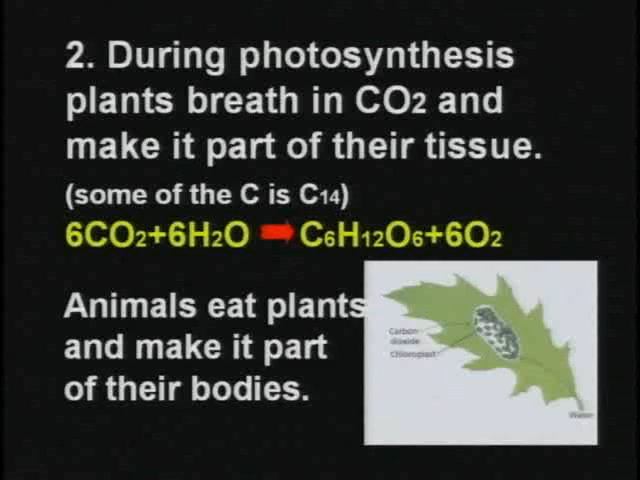 2. During photosynthesis
plants breath in CO2 and
make it part of their tissue.
(some of the C is C14)
6CO2+6H2O ➡ C6H12O6+6O2
Animals eat plants
and make it part
of their bodies.
Carbon
dioxide
Chloroplast
Water